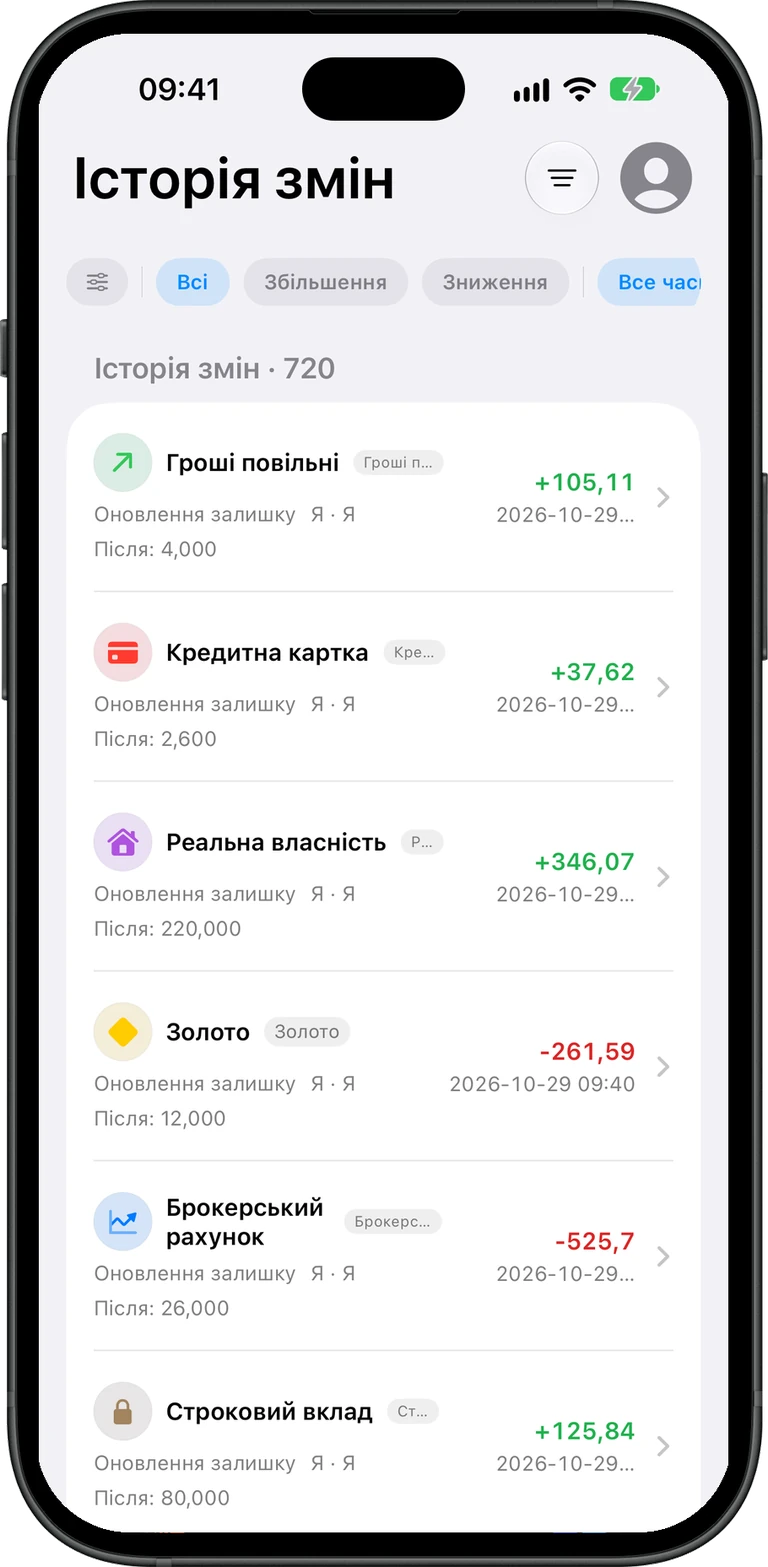 09:41
Історія змін
Всі Збільшення Зниження Все
Історія змін · 720
Гроші повільні Гроші п...
+105,11
Оновлення залишку Я · Я 2026-10-29...
Після: 4,000
Кредитна картка Кре...
+37,62
Оновлення залишку Я · Я 2026-10-29...
Після: 2,600
Реальна власність Р...
+346,07
Оновлення залишку Я · Я 2026-10-29...
Після: 220,000
Золото Золото
-261,59
Оновлення залишку Я · Я 2026-10-29 09:40
Після: 12,000
Брокерський
рахунок Брокерс...
-525,7
Оновлення залишку Я · Я 2026-10-29...
Після: 26,000
Строковий вклад Ст...
+125,84
Оновлення залишку Я · Я 2026-10-29...
Після: 80,000